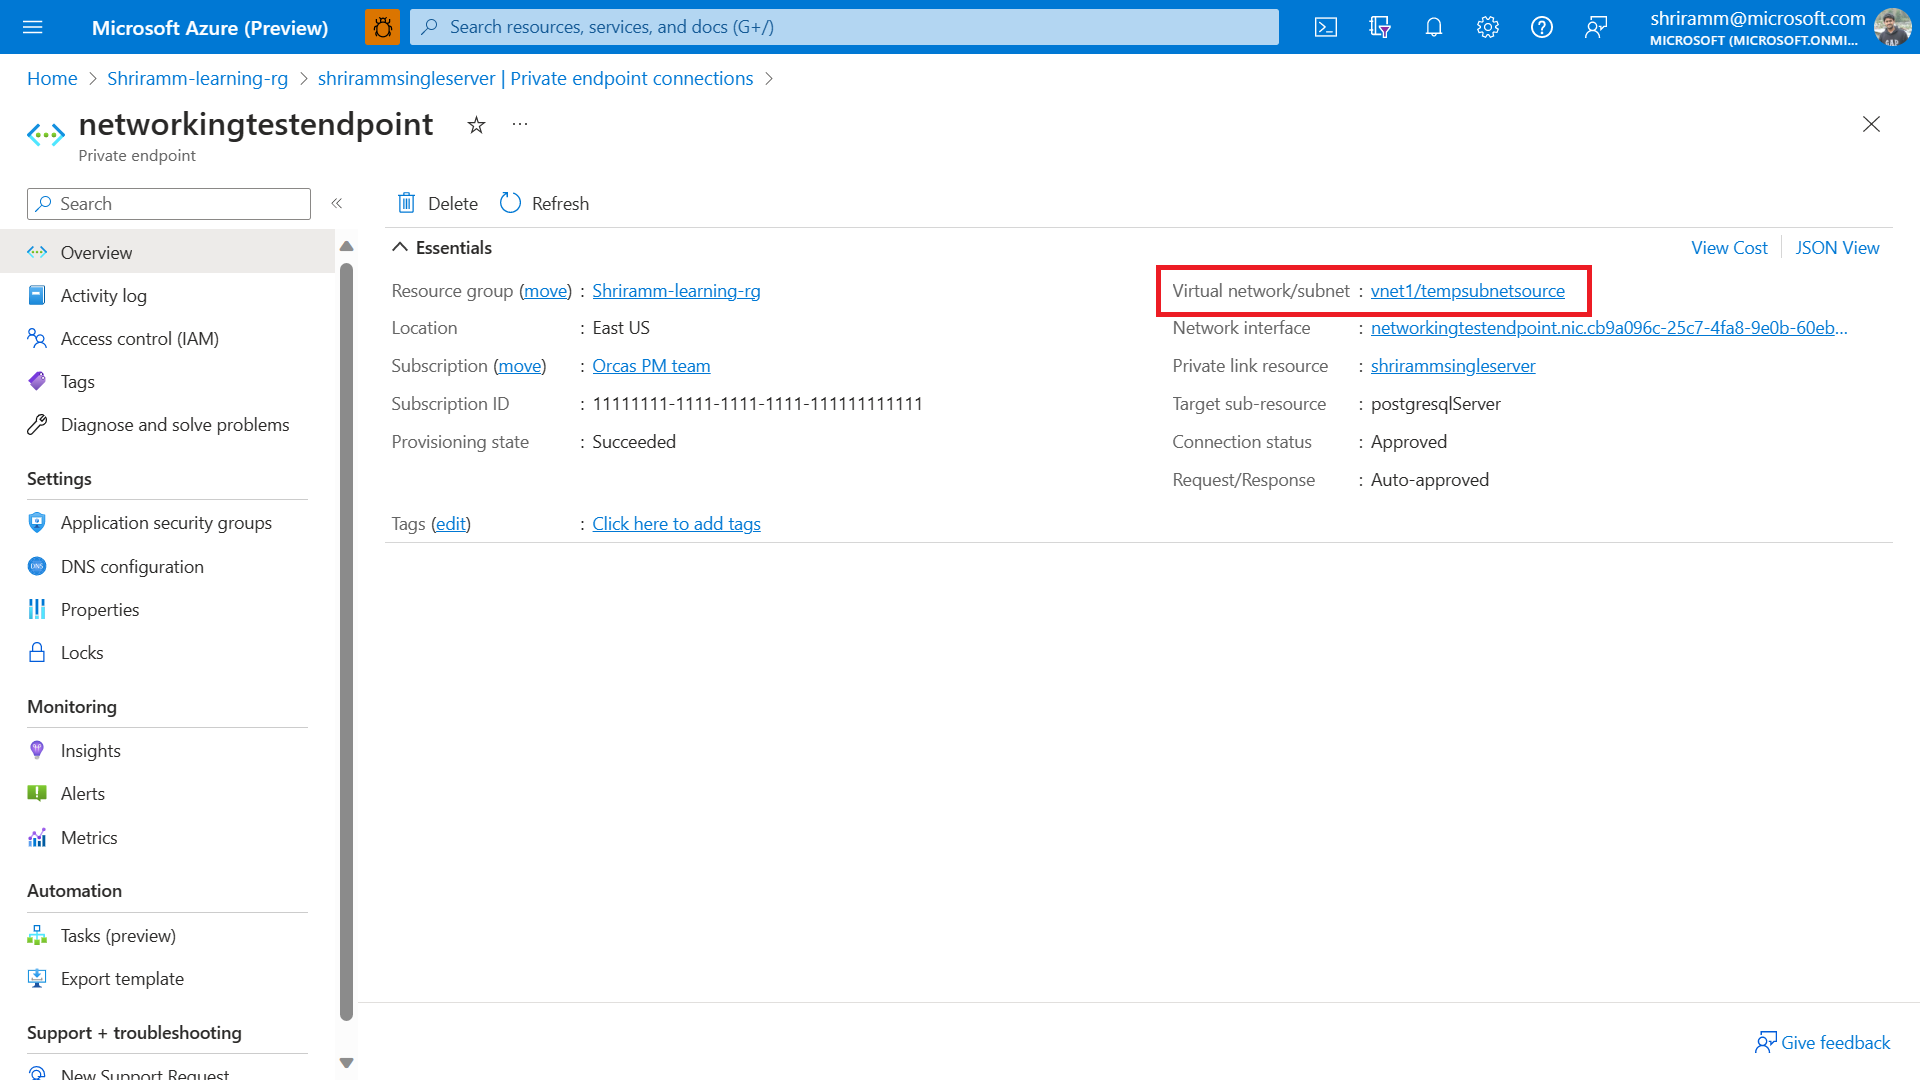 Microsoft Azure (Preview)
Search resources, services, and docs (G+/)
shriramm@microsoft.com
MICROSOFT (MICROSOFT.ONMI...
Home > Shriramm-learning-rg > shrirammsingleserver | Private endpoint connections >
networkingtestendpoint
Private endpoint
Search
Delete
Refresh
Essentials
View Cost
JSON View
Resource group (move) : Shriramm-learning-rg
Location : East US
Subscription (move) : Orcas PM team
Subscription ID : 11111111-1111-1111-1111-111111111111
Provisioning state : Succeeded
Tags (edit) : Click here to add tags
Virtual network/subnet : vnet1/tempsubnetsource
Network interface : networkingtestendpoint.nic.cb9a096c-25c7-4fa8-9e0b-60eb...
Private link resource : shrirammsingleserver
Target sub-resource : postgresqlServer
Connection status : Approved
Request/Response : Auto-approved
Overview
Activity log
Access control (IAM)
Tags
Diagnose and solve problems
Settings
Application security groups
DNS configuration
Properties
Locks
Monitoring
Insights
Alerts
Metrics
Automation
Tasks (preview)
Export template
Support + troubleshooting
New Support Request
Give feedback